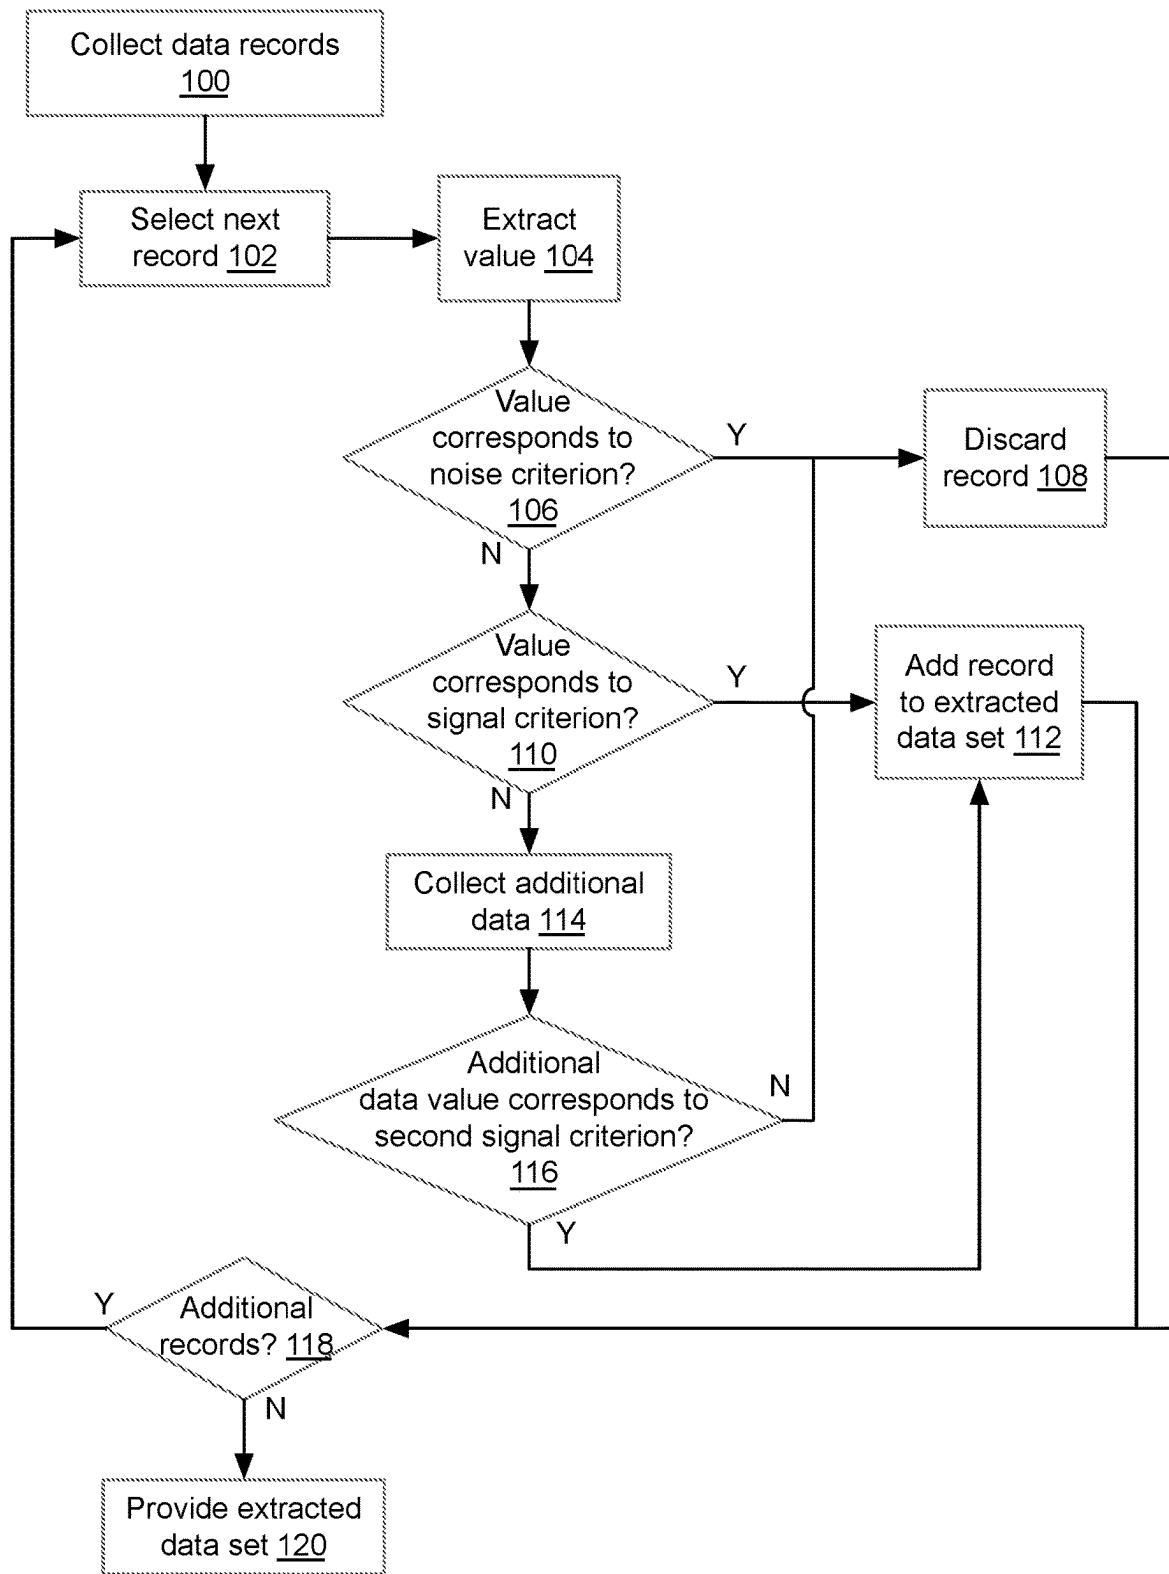 Collect data records
100
Select next
record 102
Extract
value 104
Value
corresponds to
noise criterion?
106
Y
N
Discard
record 108
Value
corresponds to
signal criterion?
110
Y
N
Add record
to extracted
data set 112
Collect additional
data 114
Additional
data value corresponds to
second signal criterion?
116
N
Y
Additional
records? 118
Y
N
Provide extracted
data set 120